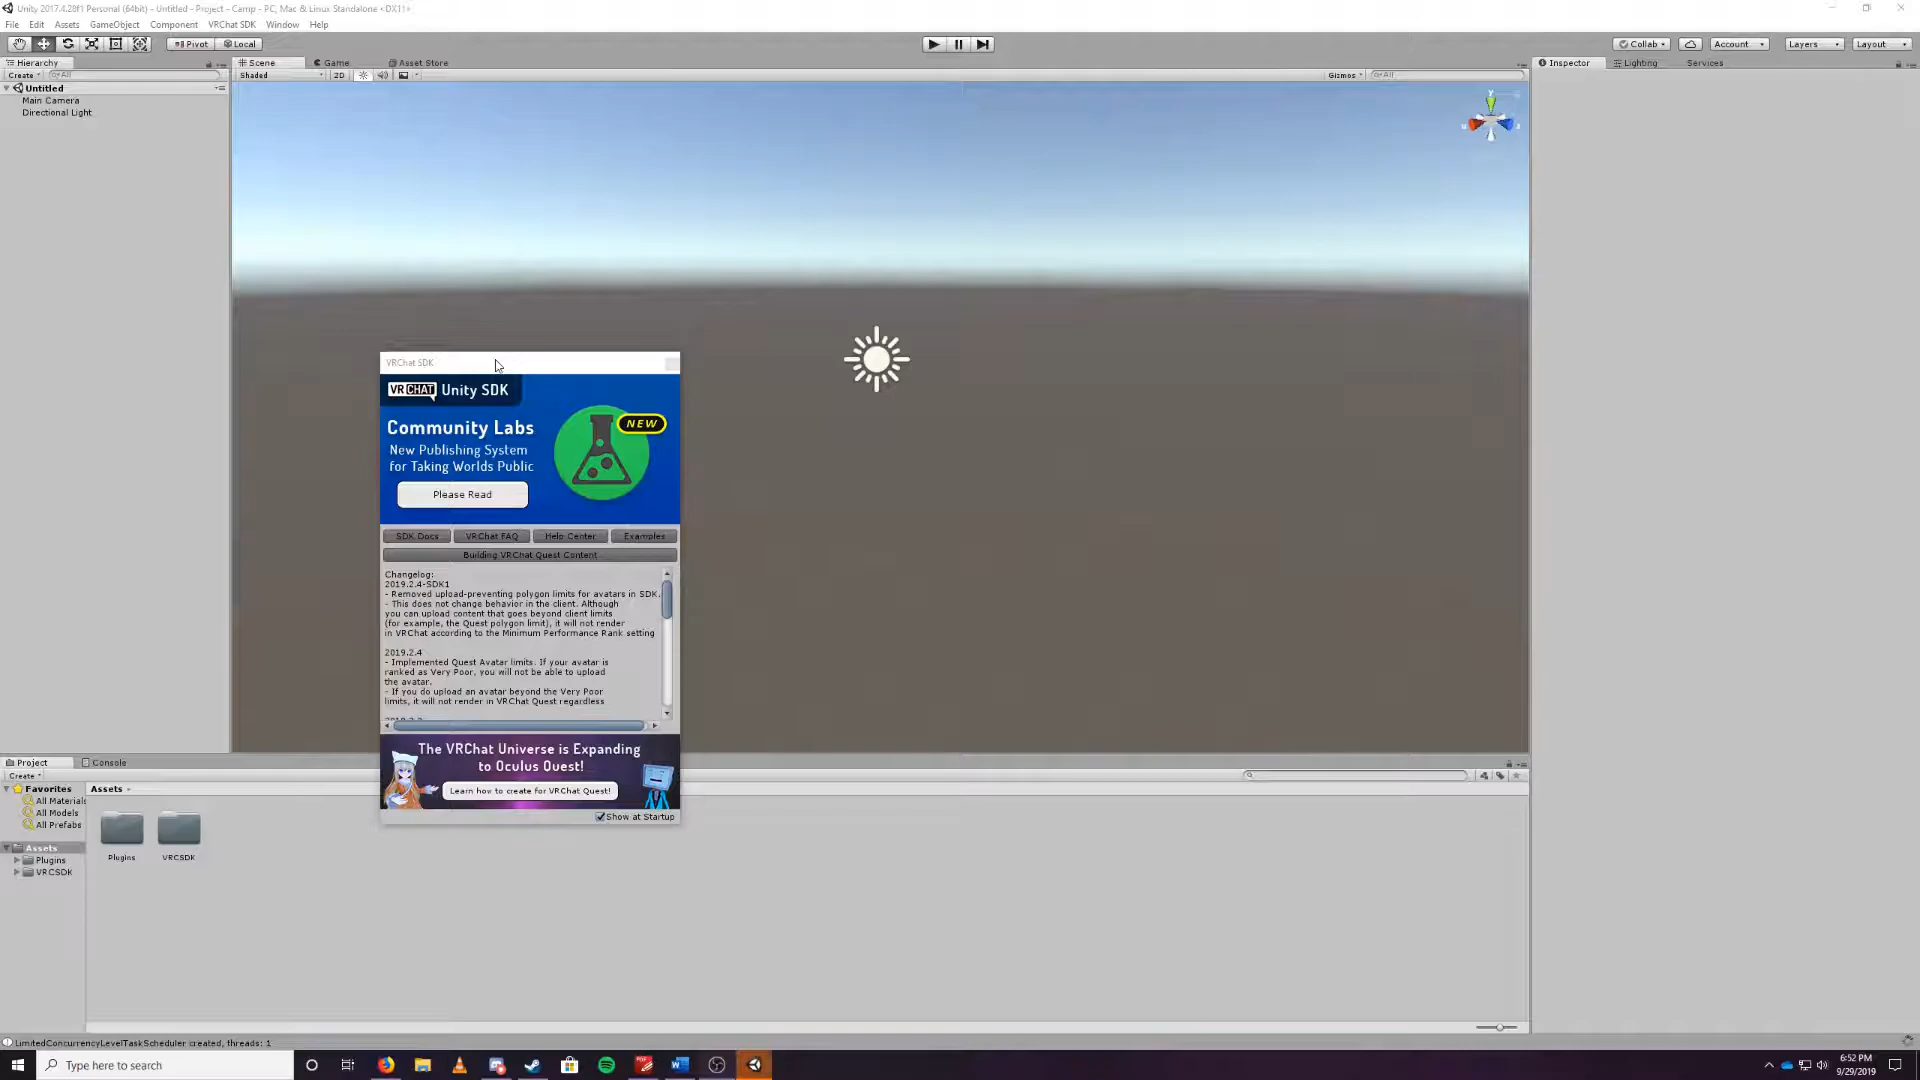 Unity 2017.4.28f1 Personal (64bit) - Untitled - Project - Camp - PC, Mac & Linux Standalone <DX11>
File Edit Assets GameObject Component VRChat SDK Window Help
Pivot Local Collab Account Layers Layout
Hierarchy Scene Game Asset Store Inspector Lighting Services
Create All Shaded 2D Gizmos All
Untitled
Main Camera
Directional Light
VRChat SDK
VRCHAT Unity SDK
NEW
Community Labs
New Publishing System
for Taking Worlds Public
Please Read
SDK Docs VRChat FAQ Help Center Examples
Building VRChat Quest Content
Changelog:
2019.2.4-SDK1
- Removed upload-preventing polygon limits for avatars in SDK.
- This does not change behavior in the client. Although
you can upload content that goes beyond client limits
(for example, the Quest polygon limit), it will not render
in VRChat according to the Minimum Performance Rank setting
2019.2.4
- Implemented Quest Avatar limits. If your avatar is
ranked as Very Poor, you will not be able to upload
the avatar.
- If you do upload an avatar beyond the Very Poor
limits, it will not render in VRChat Quest regardless
The VRChat Universe is Expanding
to Oculus Quest!
Learn how to create for VRChat Quest!
Show at Startup
Project Console
Create
Favorites
All Materials
All Models
All Prefabs
Assets
Plugins
VRCSDK
Assets
Plugins VRCSDK
LimitedConcurrencyLevelTaskScheduler created, threads: 1
Type here to search
6:52 PM
9/29/2019